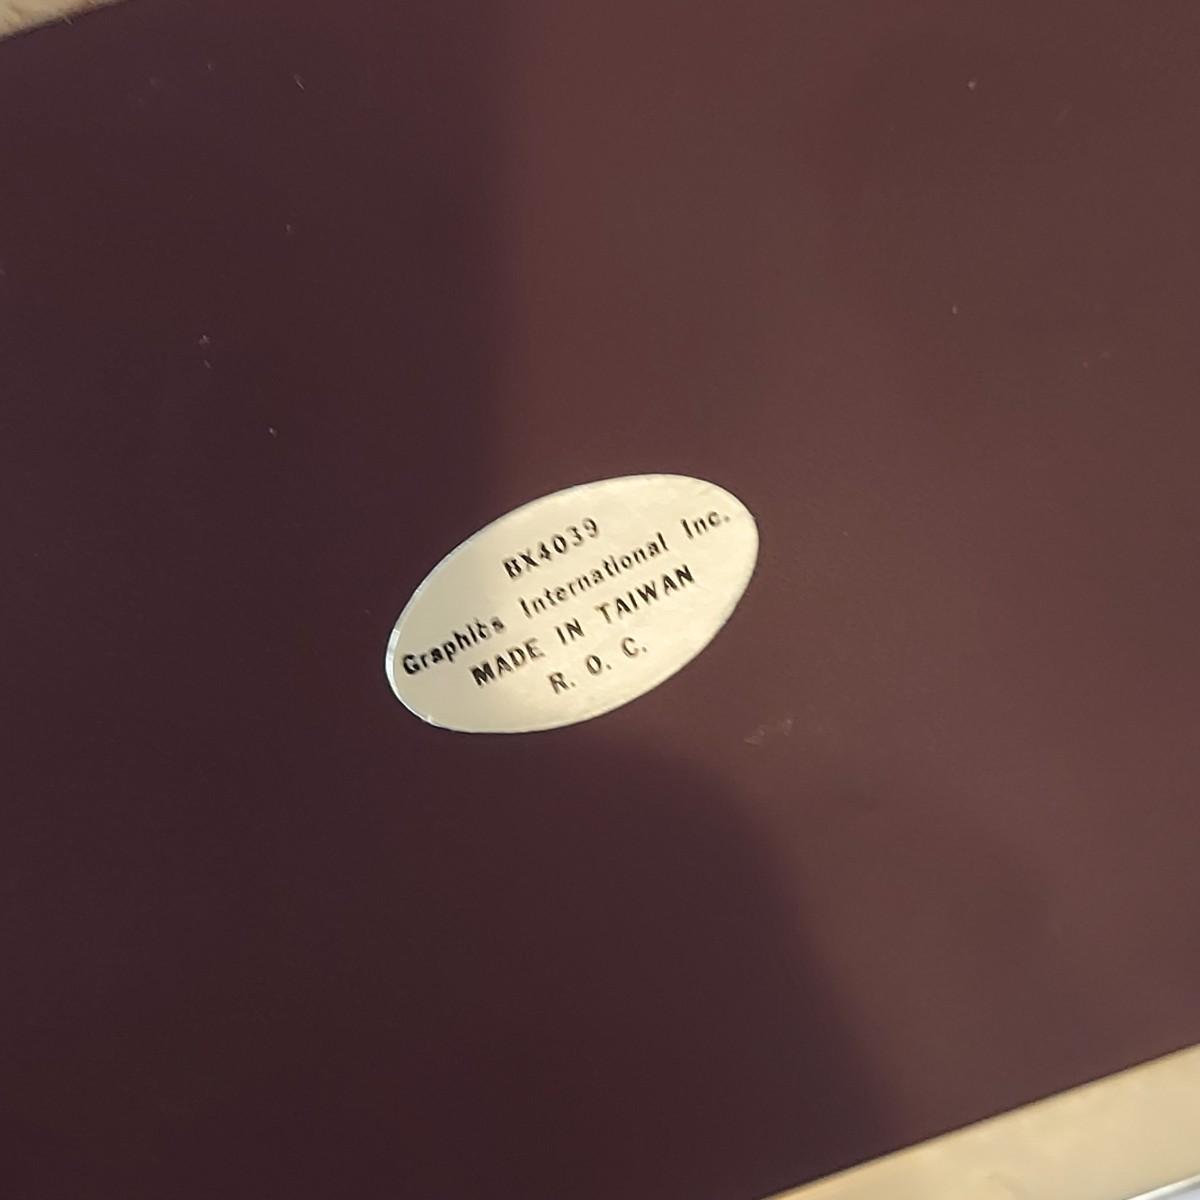 BX4039
Graphics International Inc.
MADE IN TAIWAN
R. O. C.